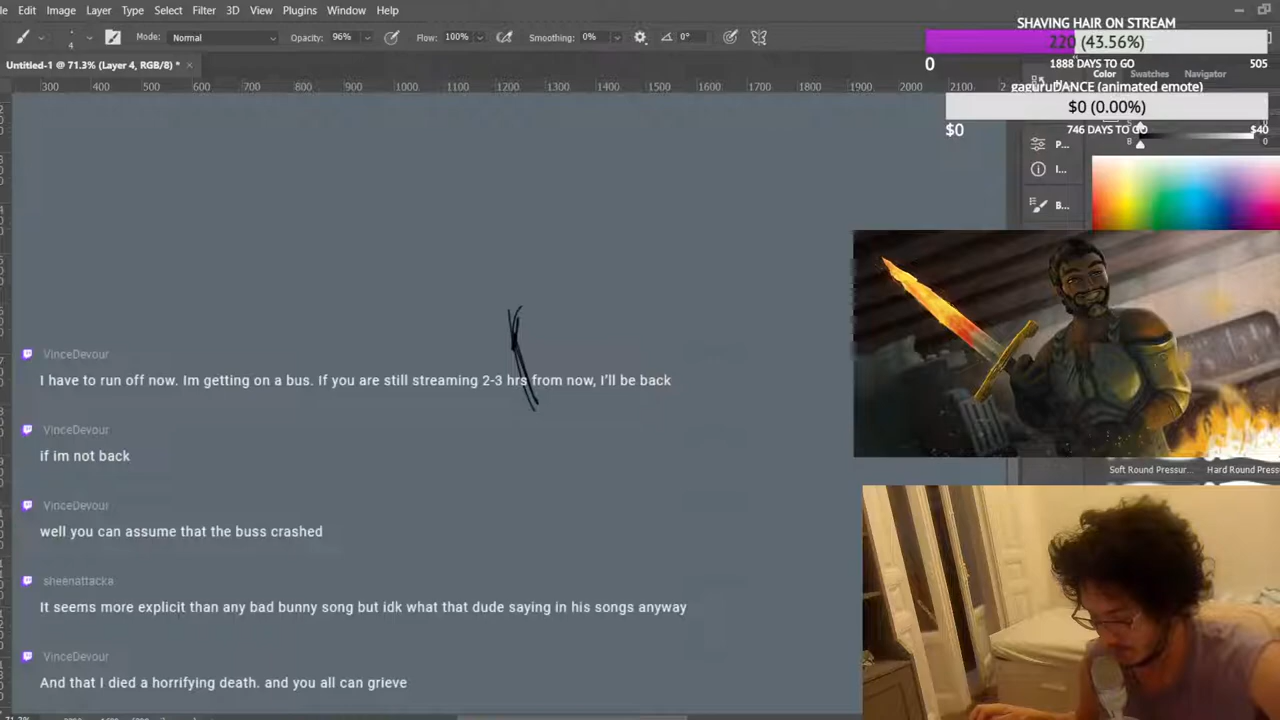 Edit Image Layer Type Select Filter 3D View Plugins Window Help
4 Mode: Normal Opacity: 96% Flow: 100% Smoothing: 0% 0°
Untitled-1 @ 71.3% (Layer 4, RGB/8) *
300 400 500 600 700 800 900 1000 1100 1200 1300 1400 1500 1600 1700 1800 1900 2000 2100
SHAVING HAIR ON STREAM
220 (43.56%)
0 1888 DAYS TO GO 505
Color Swatches Navigator
gaguruDANCE (animated emote)
$0 (0.00%)
$0 746 DAYS TO GO $40
B 0
P...
I...
B...
VinceDevour
I have to run off now. Im getting on a bus. If you are still streaming 2-3 hrs from now, I'll be back
VinceDevour
if im not back
VinceDevour
well you can assume that the buss crashed
sheenattacka
It seems more explicit than any bad bunny song but idk what that dude saying in his songs anyway
VinceDevour
And that I died a horrifying death. and you all can grieve
Soft Round Pressur... Hard Round Press